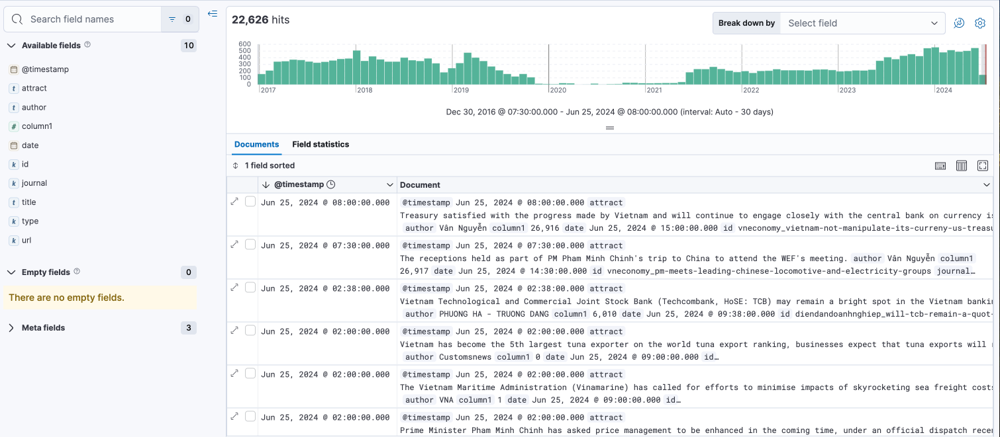 Search field names
0
Available fields
10
@timestamp
t attract
t author
# column1
date
k id
k journal
t title
k type
k url
Empty fields
0
There are no empty fields.
Meta fields
3
22,626 hits
Break down by Select field
600
500
400
300
200
100
0
2017 2018 2019 2020 2021 2022 2023 2024
Dec 30, 2016 @ 07:30:00.000 - Jun 25, 2024 @ 08:00:00.000 (interval: Auto - 30 days)
Documents Field statistics
1 field sorted
@timestamp Document
Jun 25, 2024 @ 08:00:00.000 @timestamp Jun 25, 2024 @ 08:00:00.000 attract
Treasury satisfied with the progress made by Vietnam and will continue to engage closely with the central bank on currency
author Vân Nguyễn column1 26,916 date Jun 25, 2024 @ 15:00:00.000 id vneconomy_vietnam-not-manipulate-its-curreny-us-treasu
Jun 25, 2024 @ 07:30:00.000 @timestamp Jun 25, 2024 @ 07:30:00.000 attract
The receptions held as part of PM Pham Minh Chinh's trip to China to attend the WEF's meeting. author Vân Nguyễn column1
26,917 date Jun 25, 2024 @ 14:30:00.000 id vneconomy_pm-meets-leading-chinese-locomotive-and-electricity-groups journal…
Jun 25, 2024 @ 02:38:00.000 @timestamp Jun 25, 2024 @ 02:38:00.000 attract
Vietnam Technological and Commercial Joint Stock Bank (Techcombank, HoSE: TCB) may remain a bright spot in the Vietnam bankin
author PHUONG HA - TRUONG DANG column1 6,010 date Jun 25, 2024 @ 09:38:00.000 id diendandoanhnghiep_will-tcb-remain-a-quot-
Jun 25, 2024 @ 02:00:00.000 @timestamp Jun 25, 2024 @ 02:00:00.000 attract
Vietnam has become the 5th largest tuna exporter on the world tuna export ranking, businesses expect that tuna exports will
author Customsnews column1 0 date Jun 25, 2024 @ 09:00:00.000 id…
Jun 25, 2024 @ 02:00:00.000 @timestamp Jun 25, 2024 @ 02:00:00.000 attract
The Vietnam Maritime Administration (Vinamarine) has called for efforts to minimise impacts of skyrocketing sea freight costs
author VNA column1 1 date Jun 25, 2024 @ 09:00:00.000 id…
Jun 25, 2024 @ 02:00:00.000 @timestamp Jun 25, 2024 @ 02:00:00.000 attract
Prime Minister Pham Minh Chinh has asked price management to be enhanced in the coming time, under an official dispatch recen